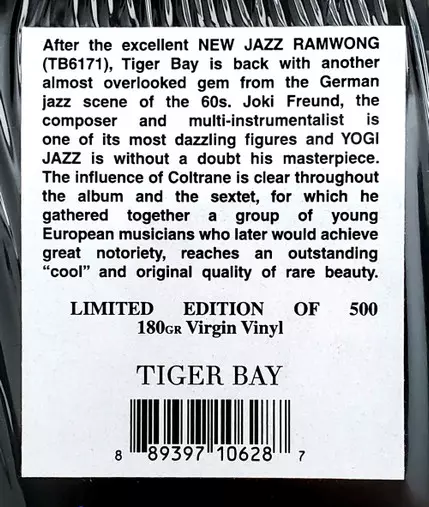 After the excellent NEW JAZZ RAMWONG
(TB6171), Tiger Bay is back with another
almost overlooked gem from the German
jazz scene of the 60s. Joki Freund, the
composer and multi-instrumentalist is
one of its most dazzling figures and YOGI
JAZZ is without a doubt his masterpiece.
The influence of Coltrane is clear throughout
the album and the sextet, for which he
gathered together a group of young
European musicians who later would achieve
great notoriety, reaches an outstanding
“cool” and original quality of rare beauty.
LIMITED EDITION OF 500
180GR Virgin Vinyl
TIGER BAY
8 89397 10628 7